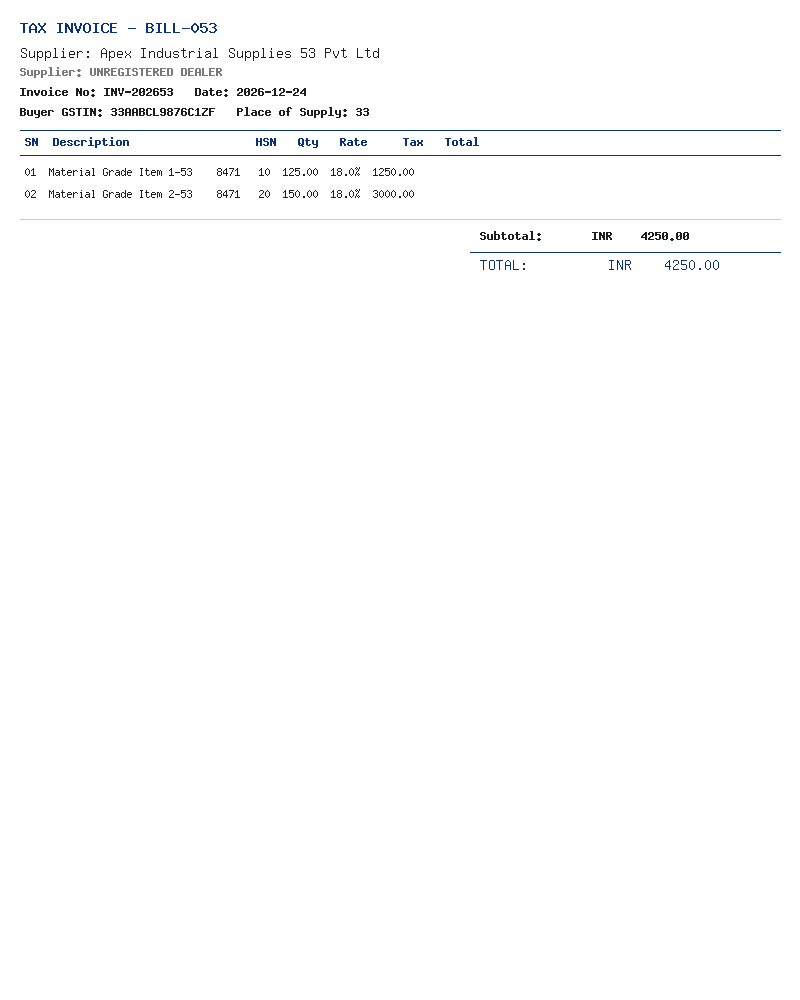 TAX INVOICE - BILL-053
Supplier: Apex Industrial Supplies 53 Pvt Ltd
Supplier: UNREGISTERED DEALER
Invoice No: INV-202653 Date: 2026-12-24
Buyer GSTIN: 33AABCL9876C1ZF Place of Supply: 33
SN Description HSN Qty Rate Tax Total
01 Material Grade Item 1-53 8471 10 125.00 18.0% 1250.00
02 Material Grade Item 2-53 8471 20 150.00 18.0% 3000.00
Subtotal: INR 4250.00
TOTAL: INR 4250.00